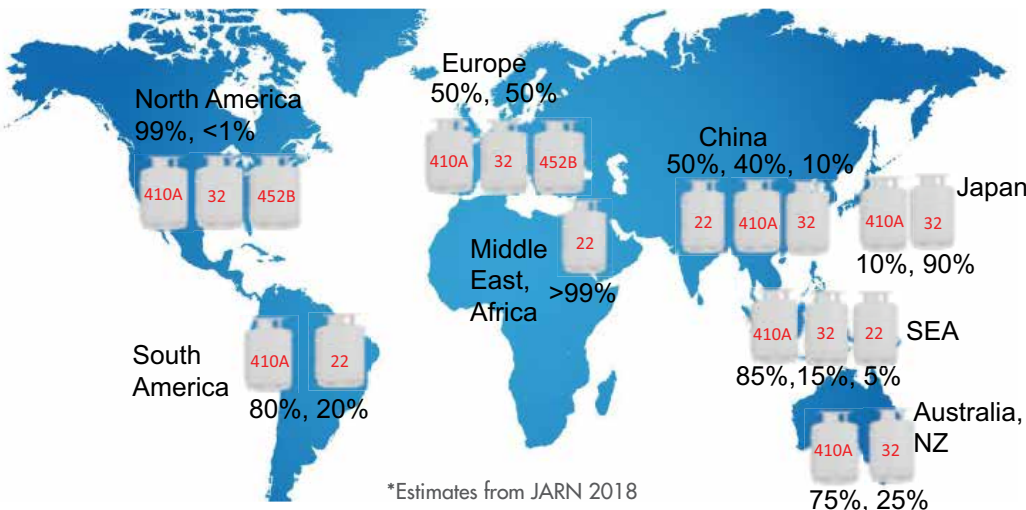 North America
99%, <1%
410A 32 452B
Europe
50%, 50%
410A 32 452B
China
50%, 40%, 10%
22 410A 32
Japan
410A 32
10%, 90%
Middle
East,
Africa
22
>99%
SEA
410A 32 22
85%,15%, 5%
South
America
410A 22
80%, 20%
Australia,
NZ
410A 32
75%, 25%
*Estimates from JARN 2018